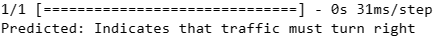 1/1 [==============================] - 0s 31ms/step
Predicted: Indicates that traffic must turn right